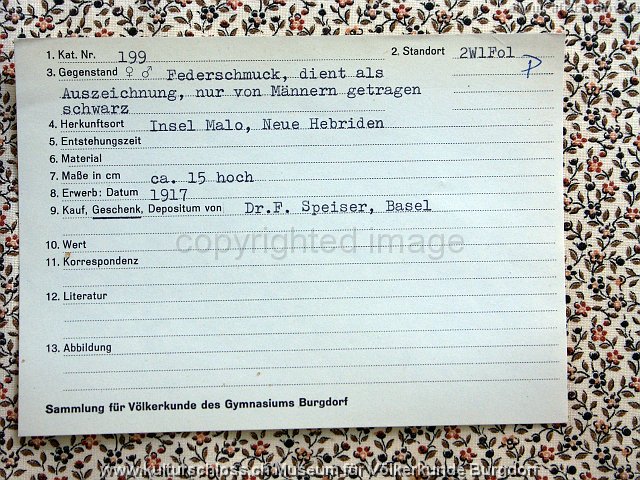 1. Kat. Nr. 199 2. Standort 2W1Fo1
P
3. Gegenstand ♀ ♂ Federschmuck, dient als
Auszeichnung, nur von Männern getragen
schwarz
4. Herkunftsort Insel Malo, Neue Hebriden
5. Entstehungszeit
6. Material
7. Maße in cm ca. 15 hoch
8. Erwerb: Datum 1917
9. Kauf, Geschenk, Depositum von Dr.F. Speiser, Basel
copyrighted image
10. Wert
11. Korrespondenz
12. Literatur
13. Abbildung
Sammlung für Völkerkunde des Gymnasiums Burgdorf
www.kulturschloss.ch Museum für Völkerkunde Burgdorf